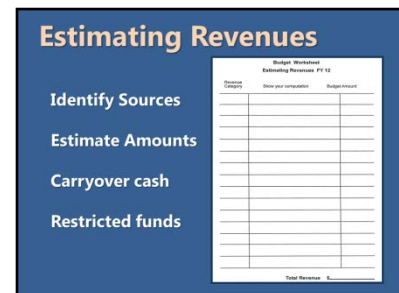 Estimating Revenues
Identify Sources
Estimate Amounts
Carryover cash
Restricted funds
Budget Worksheet
Estimating Revenues FY 12
Revenue Category
Show your computation
Budget Amount
Total Revenue $